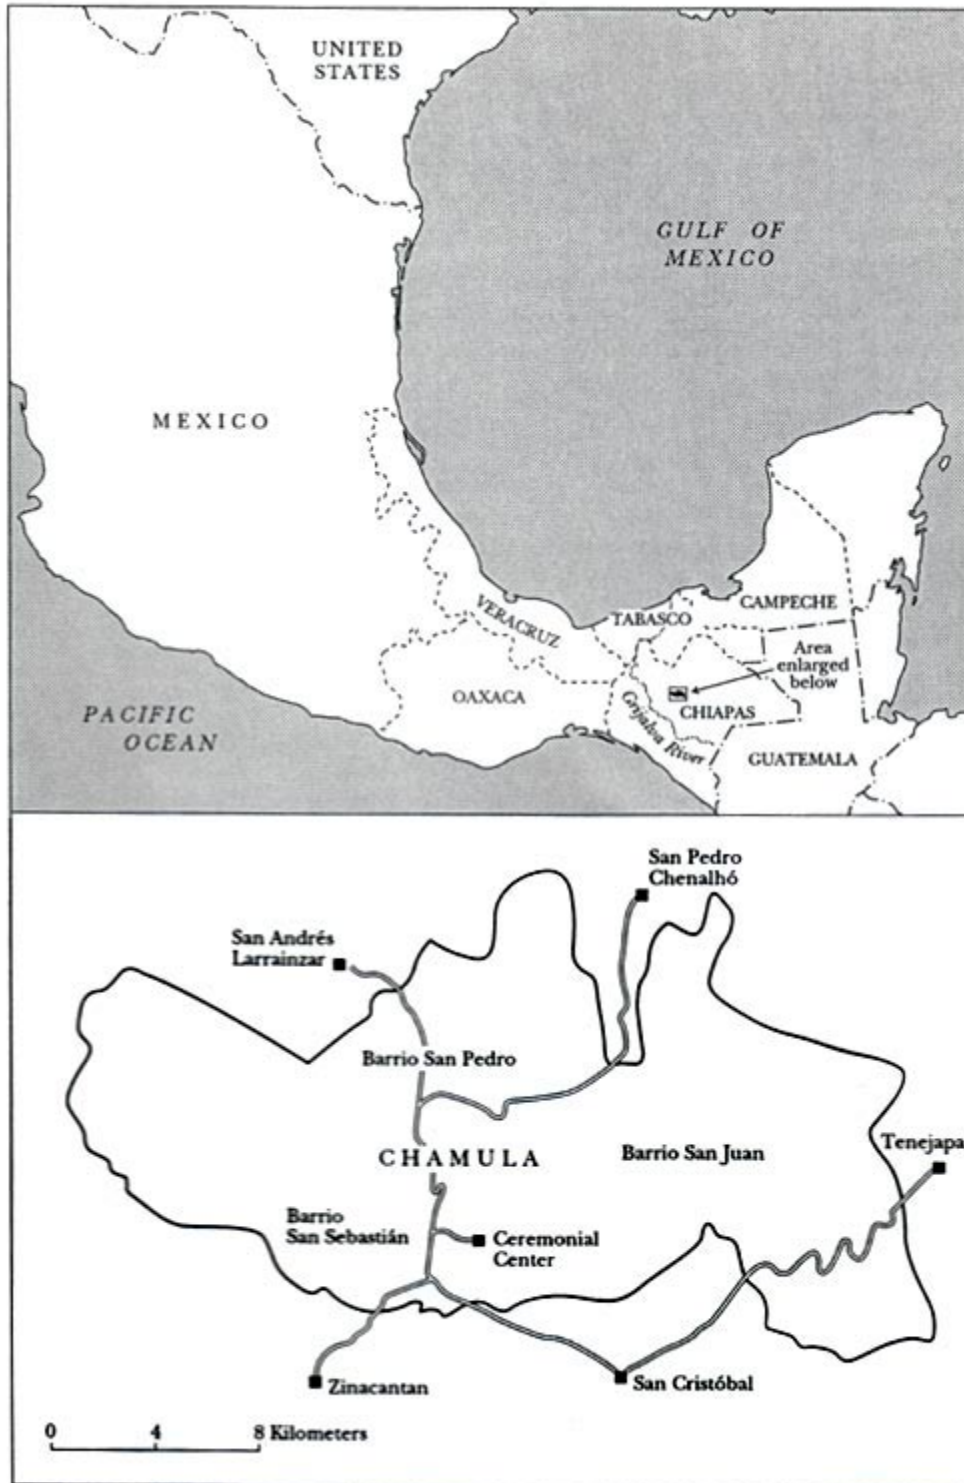 UNITED
STATES
GULF OF
MEXICO
MEXICO
VERACRUZ
TABASCO
CAMPECHE
Area
enlarged
below
OAXACA
CHIAPAS
Grijalva River
PACIFIC
OCEAN
GUATEMALA
San Pedro
Chenalhó
San Andrés
Larrainzar
Barrio San Pedro
CHAMULA
Barrio San Juan
Tenejapa
Barrio
San Sebastián
Ceremonial
Center
Zinacantan
San Cristóbal
0 4 8 Kilometers